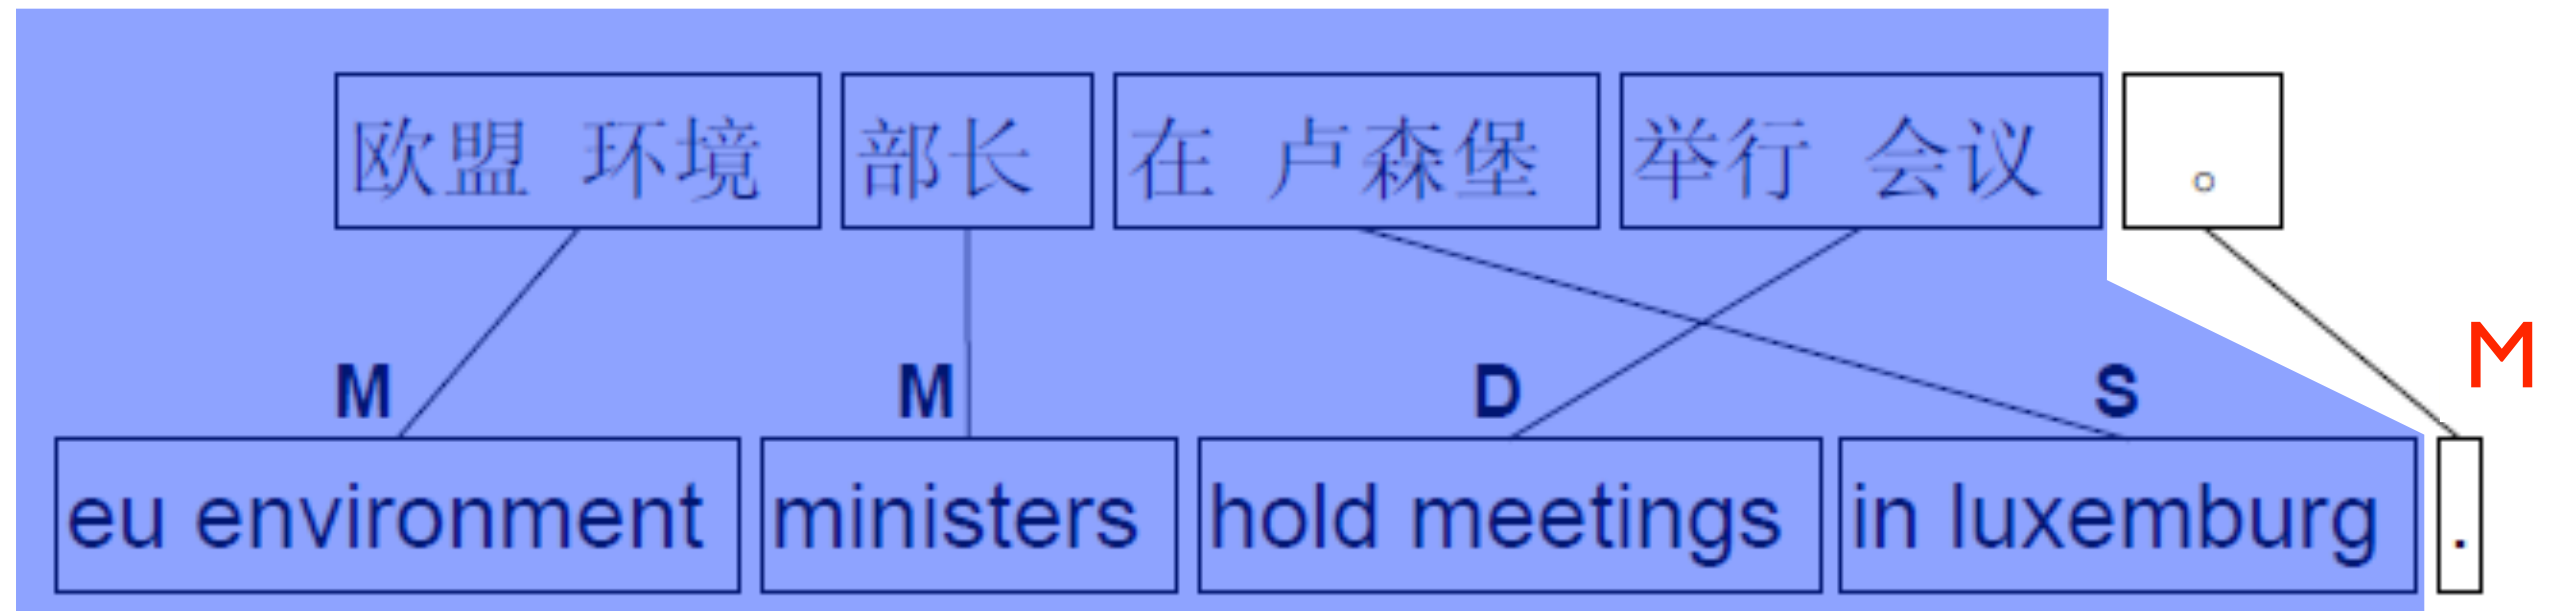 欧盟 环境 部长 在 卢森堡 举行 会议 。
M M D S M
eu environment ministers hold meetings in luxemburg .